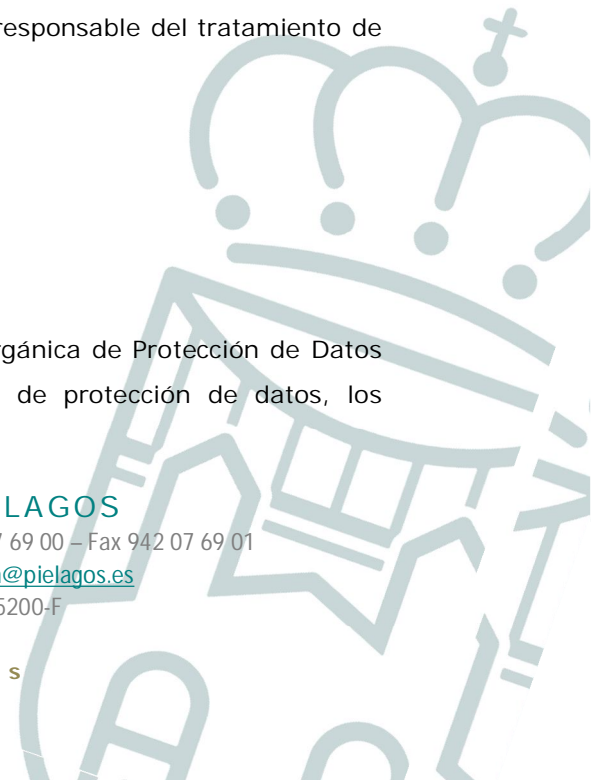 responsable del tratamiento de
rgánica de Protección de Datos
de protección de datos, los
LAGOS
7 69 00 – Fax 942 07 69 01
@pielagos.es
5200-F
s